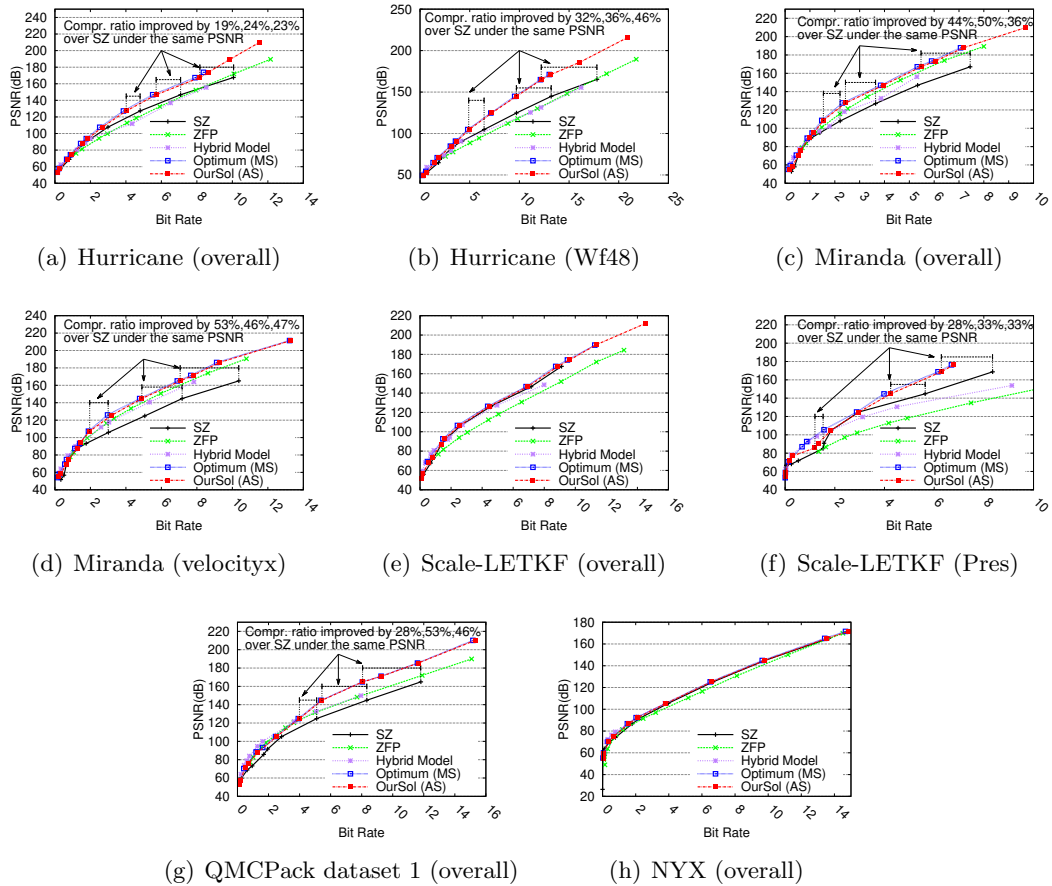 Compr. ratio improved by 19%,24%,23%
over SZ under the same PSNR
PSNR(dB)
260
240
220
200
180
160
140
120
100
80
60
40
SZ
ZFP
Hybrid Model
Optimum (MS)
OurSol (AS)
0
2
4
6
8
10
12
14
Bit Rate
(a) Hurricane (overall)
Compr. ratio improved by 32%,36%,46%
over SZ under the same PSNR
PSNR(dB)
250
200
150
100
50
SZ
ZFP
Hybrid Model
Optimum (MS)
OurSol (AS)
0
5
10
15
20
25
Bit Rate
(b) Hurricane (Wf48)
Compr. ratio improved by 44%,50%,36%
over SZ under the same PSNR
PSNR(dB)
220
200
180
160
140
120
100
80
60
40
SZ
ZFP
Hybrid Model
Optimum (MS)
OurSol (AS)
0
1
2
3
4
5
6
7
8
9
10
Bit Rate
(c) Miranda (overall)
Compr. ratio improved by 53%,46%,47%
over SZ under the same PSNR
PSNR(dB)
240
220
200
180
160
140
120
100
80
60
40
SZ
ZFP
Hybrid Model
Optimum (MS)
OurSol (AS)
0
2
4
6
8
10
12
14
Bit Rate
(d) Miranda (velocityx)
PSNR(dB)
220
200
180
160
140
120
100
80
60
40
SZ
ZFP
Hybrid Model
Optimum (MS)
OurSol (AS)
0
2
4
6
8
10
12
14
16
Bit Rate
(e) Scale-LETKF (overall)
Compr. ratio improved by 28%,33%,33%
over SZ under the same PSNR
PSNR(dB)
220
200
180
160
140
120
100
80
60
40
SZ
ZFP
Hybrid Model
Optimum (MS)
OurSol (AS)
0
2
4
6
8
10
Bit Rate
(f) Scale-LETKF (Pres)
Compr. ratio improved by 28%,53%,46%
over SZ under the same PSNR
PSNR(dB)
220
200
180
160
140
120
100
80
60
40
SZ
ZFP
Hybrid Model
Optimum (MS)
OurSol (AS)
0
2
4
6
8
10
12
14
16
Bit Rate
(g) QMCPack dataset 1 (overall)
PSNR(dB)
180
160
140
120
100
80
60
40
20
SZ
ZFP
Hybrid Model
Optimum (MS)
OurSol (AS)
0
2
4
6
8
10
12
14
Bit Rate
(h) NYX (overall)